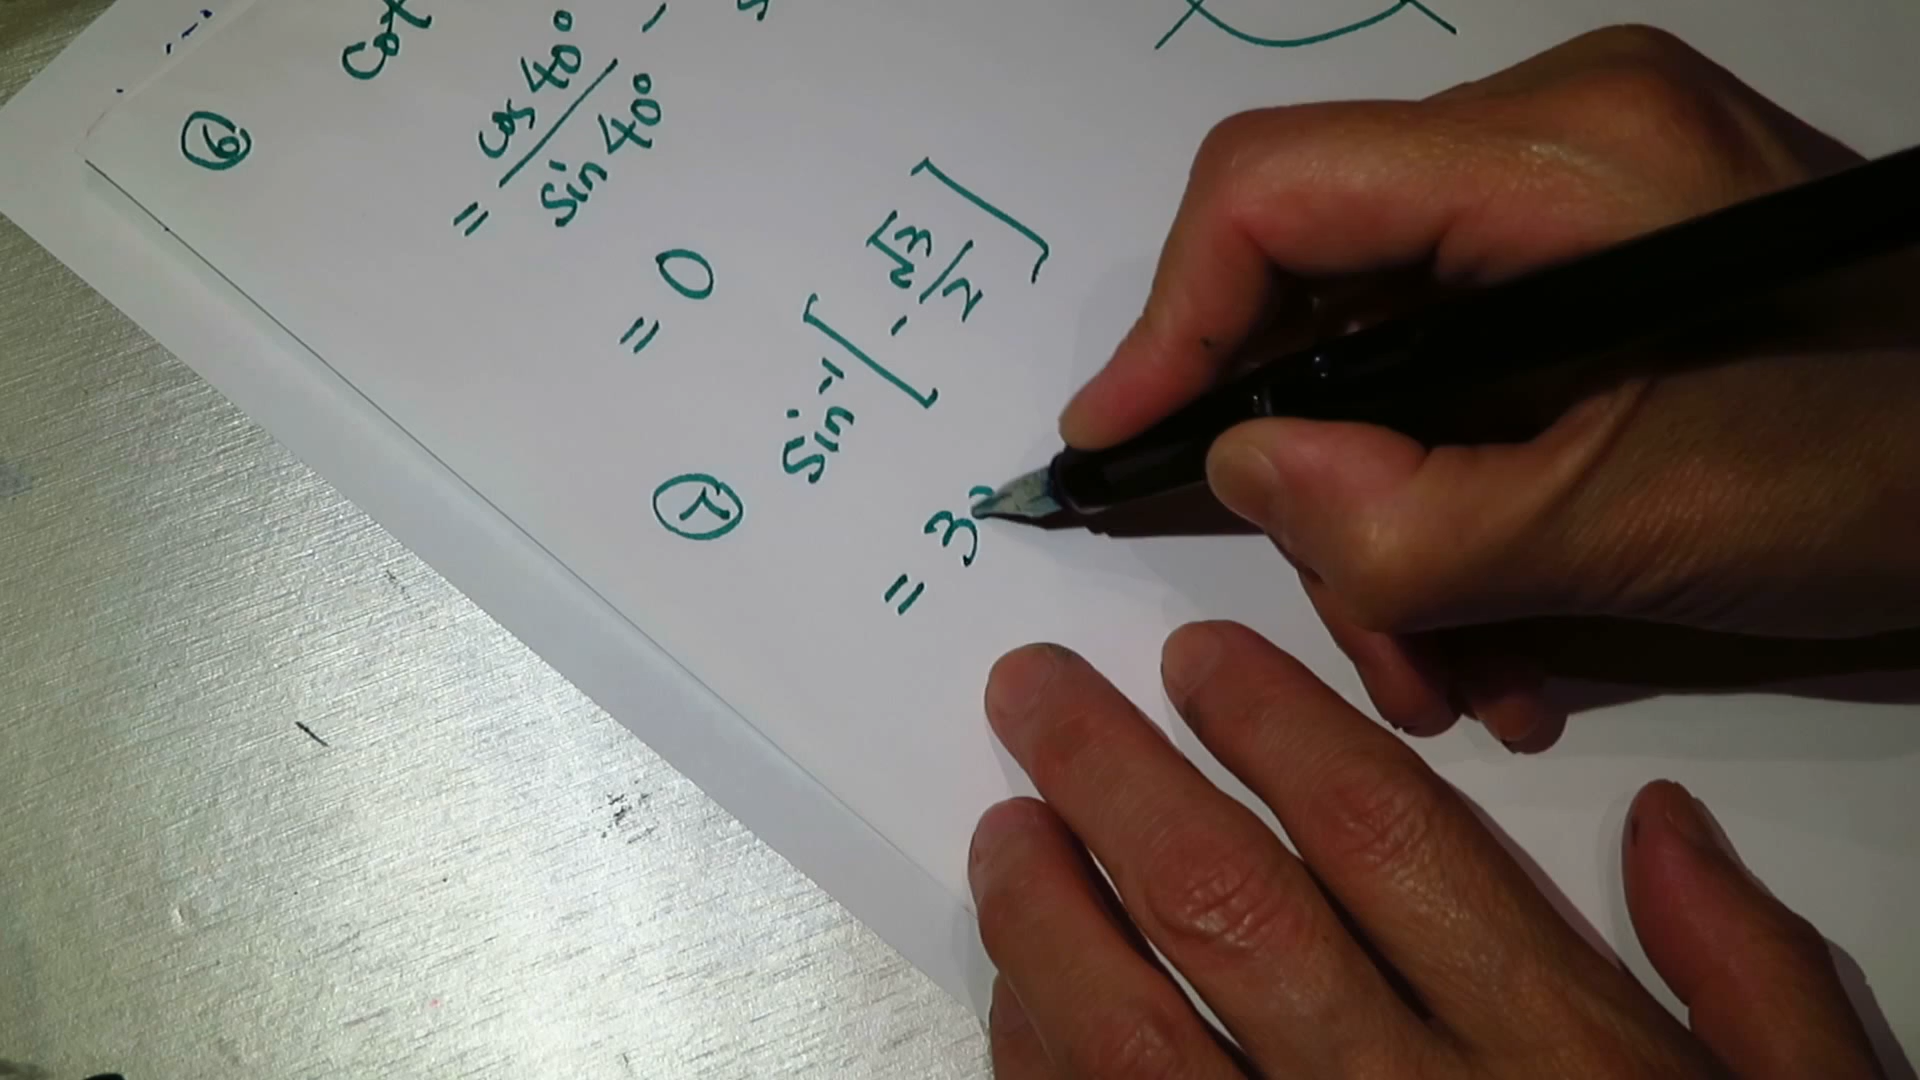 ⑥ cot
= cos 40° / sin 40° -
= 0
⑦ sin⁻¹ [ - √3 / 2 ]
= 3